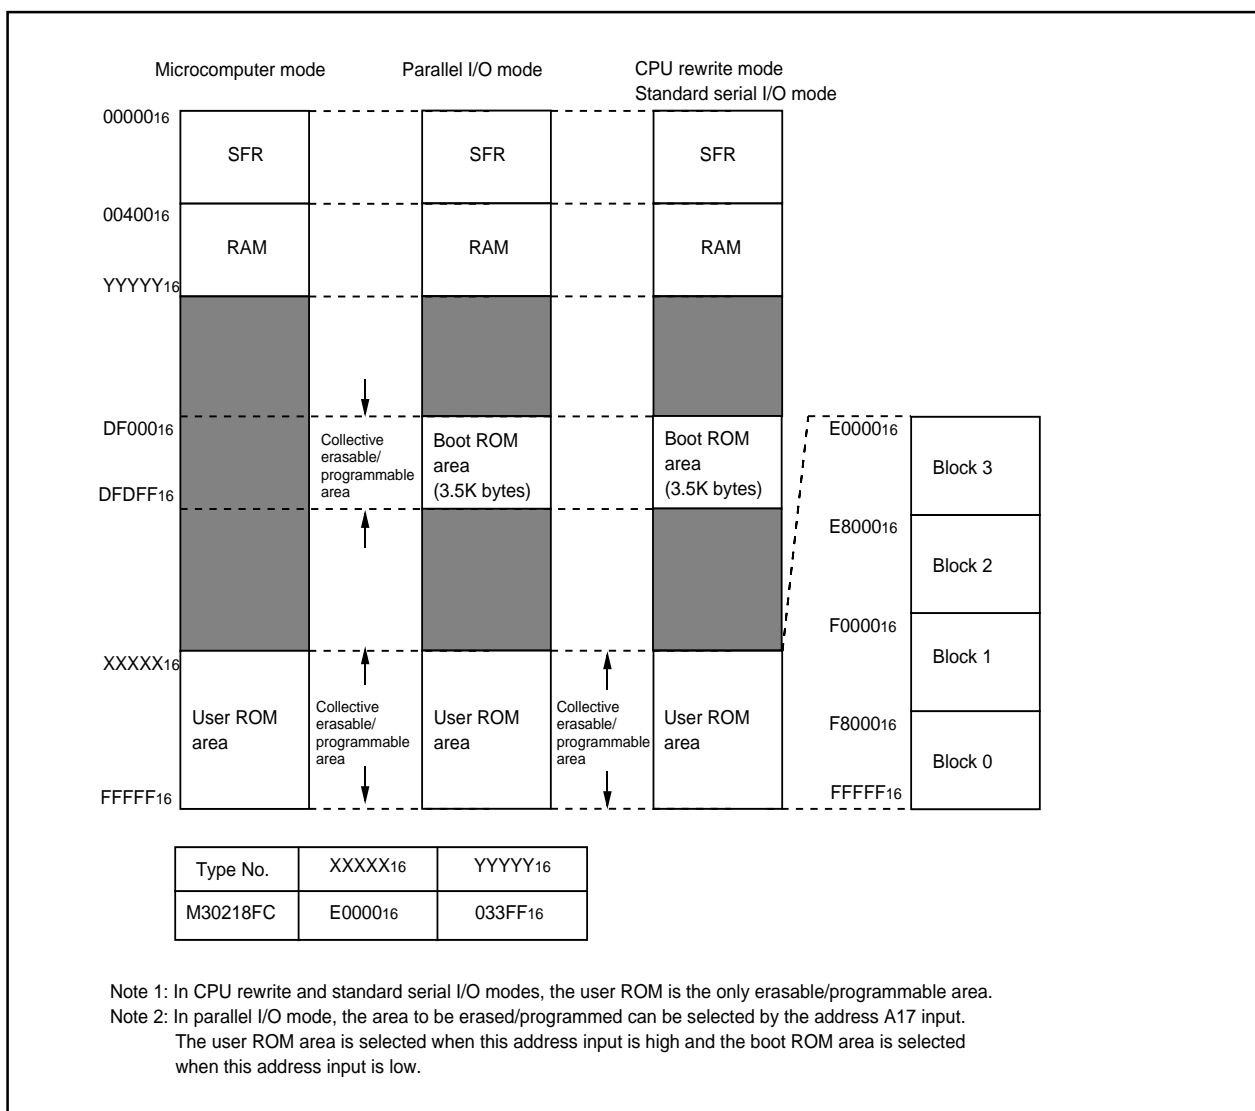 Microcomputer mode
Parallel I/O mode
CPU rewrite mode
Standard serial I/O mode
0000016
SFR
SFR
SFR
0040016
RAM
RAM
RAM
YYYYY16
DF00016
Collective
erasable/
programmable
area
Boot ROM
area
(3.5K bytes)
Boot ROM
area
(3.5K bytes)
DFDFF16
E000016
Block 3
E800016
Block 2
F000016
Block 1
F800016
Block 0
FFFFF16
XXXXX16
User ROM
area
Collective
erasable/
programmable
area
User ROM
area
Collective
erasable/
programmable
area
User ROM
area
FFFFF16
Type No. XXXXX16 YYYYY16
M30218FC E000016 033FF16
Note 1: In CPU rewrite and standard serial I/O modes, the user ROM is the only erasable/programmable area.
Note 2: In parallel I/O mode, the area to be erased/programmed can be selected by the address A17 input.
The user ROM area is selected when this address input is high and the boot ROM area is selected
when this address input is low.